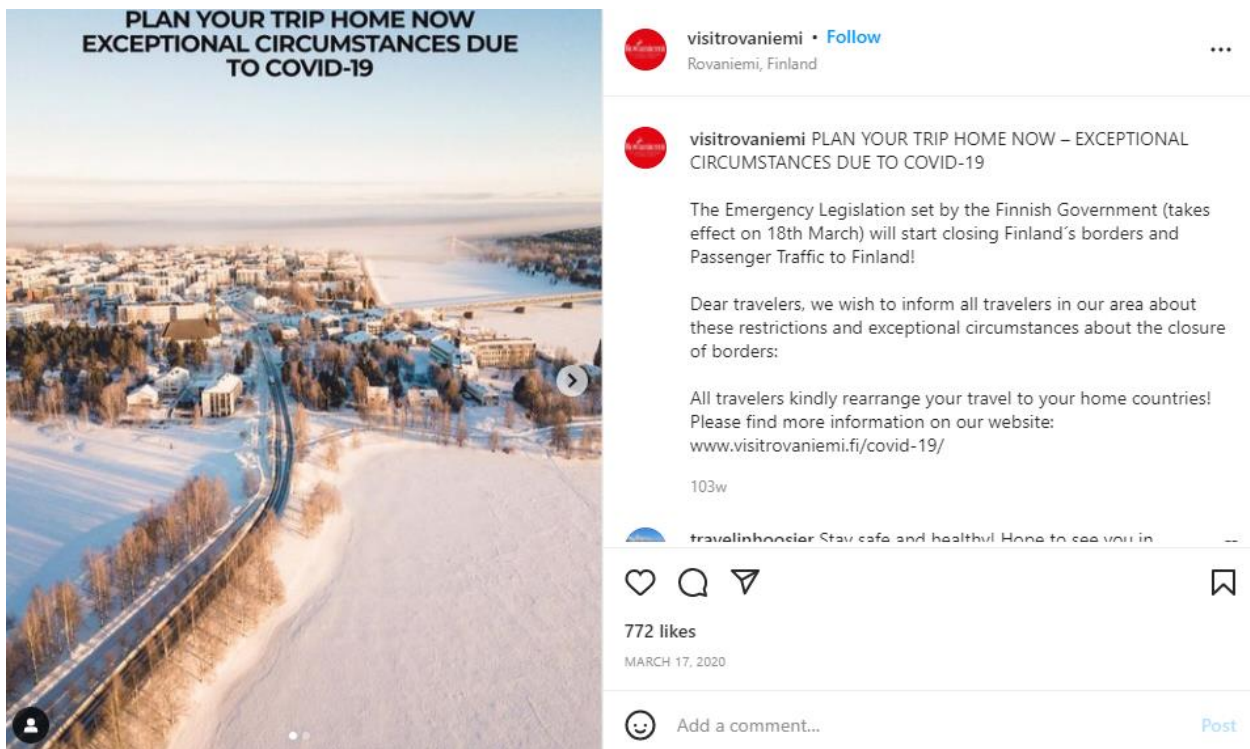 PLAN YOUR TRIP HOME NOW
EXCEPTIONAL CIRCUMSTANCES DUE
TO COVID-19
visitrovaniemi • Follow
Rovaniemi, Finland
visitrovaniemi PLAN YOUR TRIP HOME NOW – EXCEPTIONAL
CIRCUMSTANCES DUE TO COVID-19
The Emergency Legislation set by the Finnish Government (takes
effect on 18th March) will start closing Finland´s borders and
Passenger Traffic to Finland!
Dear travelers, we wish to inform all travelers in our area about
these restrictions and exceptional circumstances about the closure
of borders:
All travelers kindly rearrange your travel to your home countries!
Please find more information on our website:
www.visitrovaniemi.fi/covid-19/
103w
travelinhoosier Stay safe and healthy! Hope to see you in
772 likes
MARCH 17, 2020
Add a comment...
Post